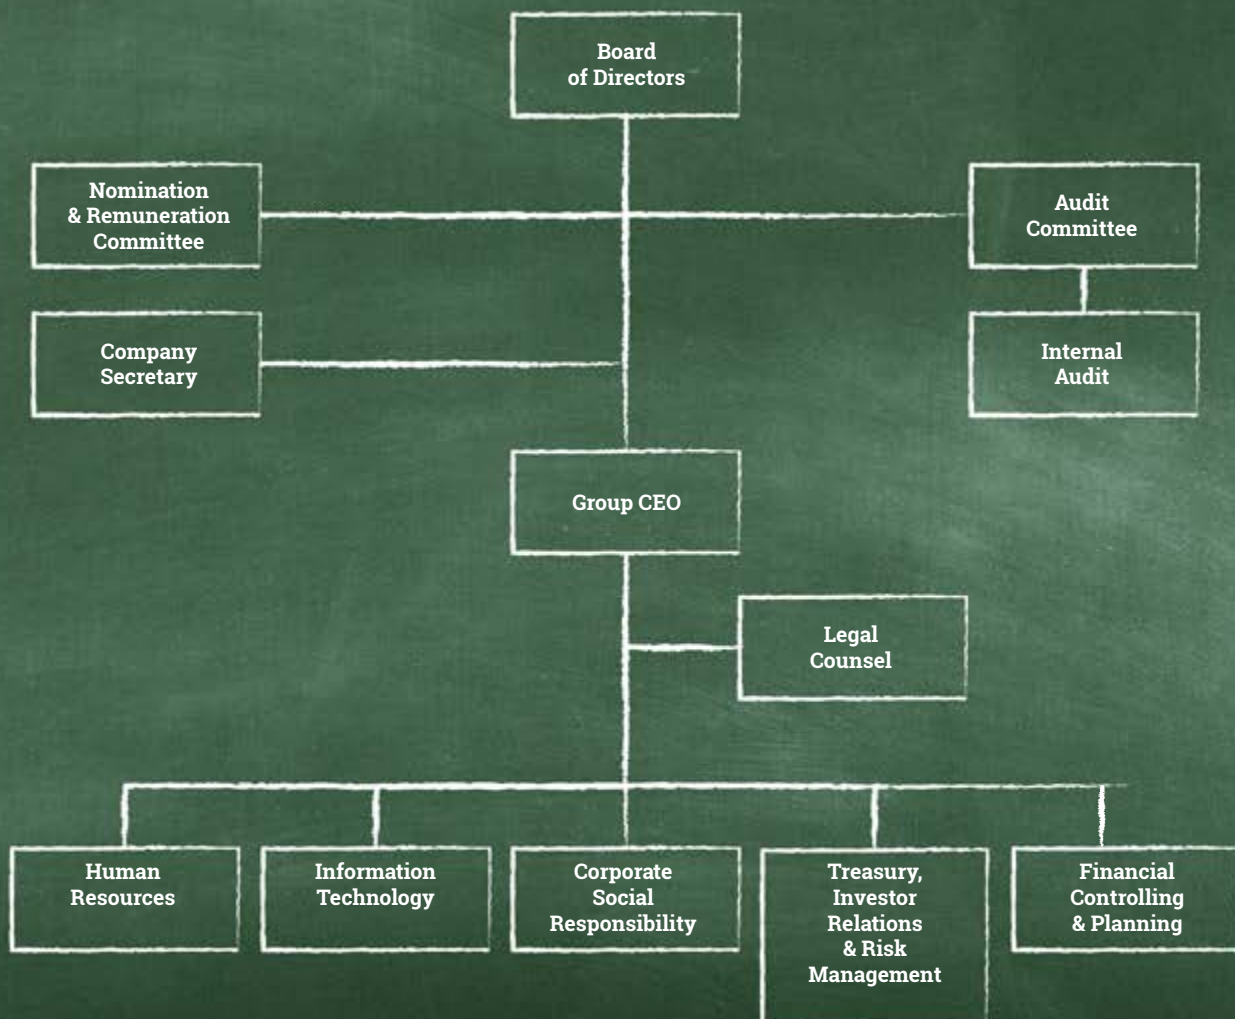 Board
of Directors
Nomination
& Remuneration
Committee
Audit
Committee
Company
Secretary
Internal
Audit
Group CEO
Legal
Counsel
Human
Resources
Information
Technology
Corporate
Social
Responsibility
Treasury,
Investor
Relations
& Risk
Management
Financial
Controlling
& Planning